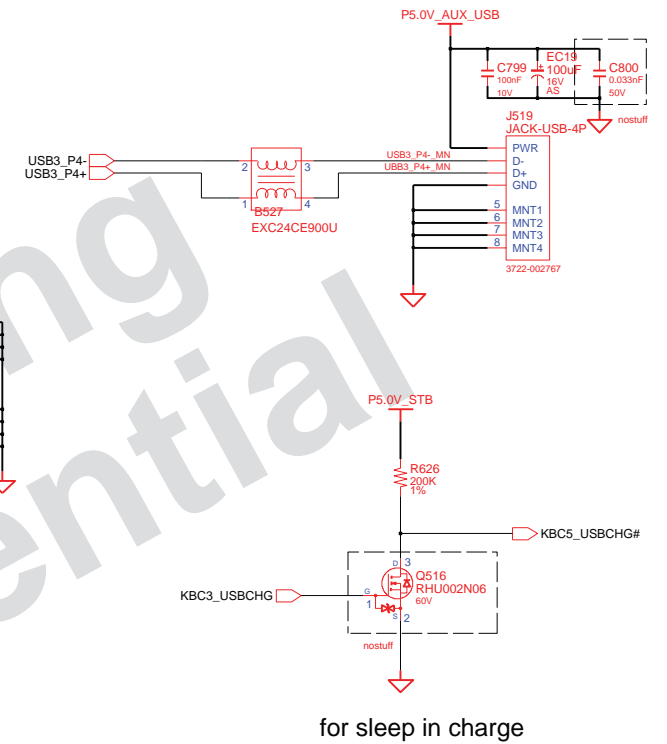 P5.0V_AUX_USB
C799
100nF
10V
EC19
100uF
16V
AS
C800
0.033nF
50V
nostuff
J519
JACK-USB-4P
USB3_P4-
USB3_P4+
2
3
1
4
B527
EXC24CE900U
USB3_P4-_MN
UBB3_P4+_MN
PWR
D-
D+
GND
5
MNT1
6
MNT2
7
MNT3
8
MNT4
3722-002767
P5.0V_STB
R626
200K
1%
KBC5_USBCHG#
D
3
Q516
RHU002N06
60V
KBC3_USBCHG
G
1
S
2
nostuff
for sleep in charge
ng
ential